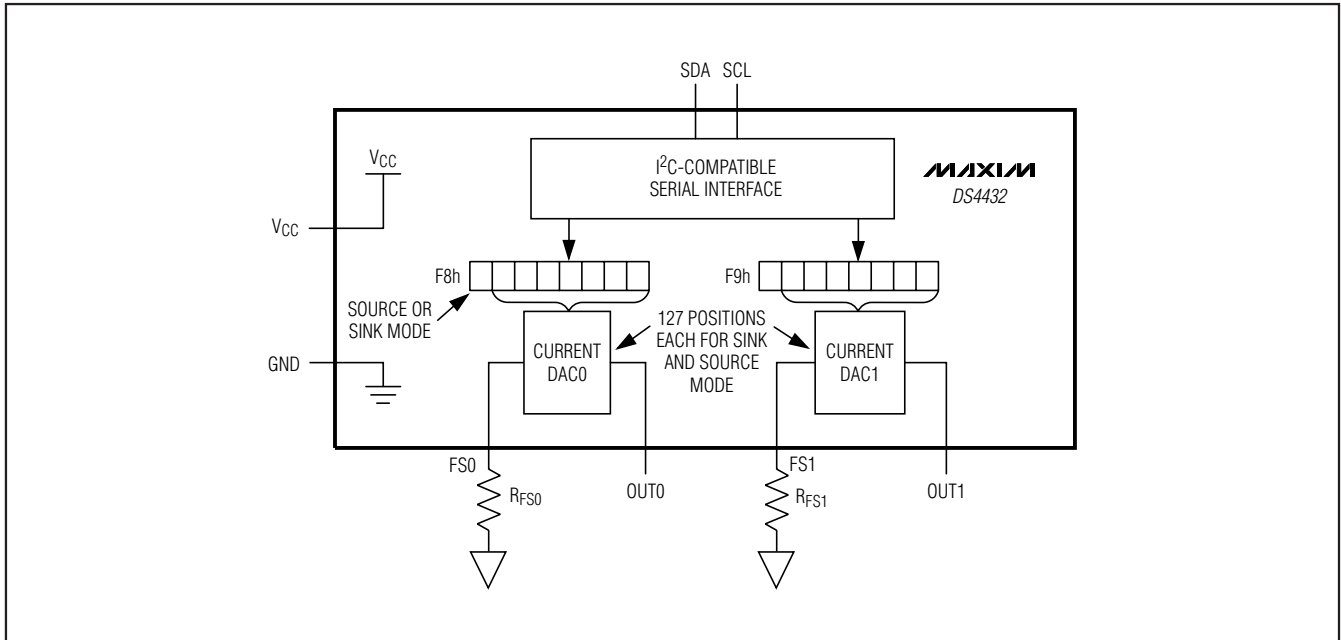 SDA SCL
I²C-COMPATIBLE
SERIAL INTERFACE
MAXIM
DS4432
VCC
VCC
F8h
F9h
SOURCE OR
SINK MODE
127 POSITIONS
EACH FOR SINK
AND SOURCE
MODE
CURRENT
DAC0
CURRENT
DAC1
GND
FS0
RFS0
OUT0
FS1
RFS1
OUT1